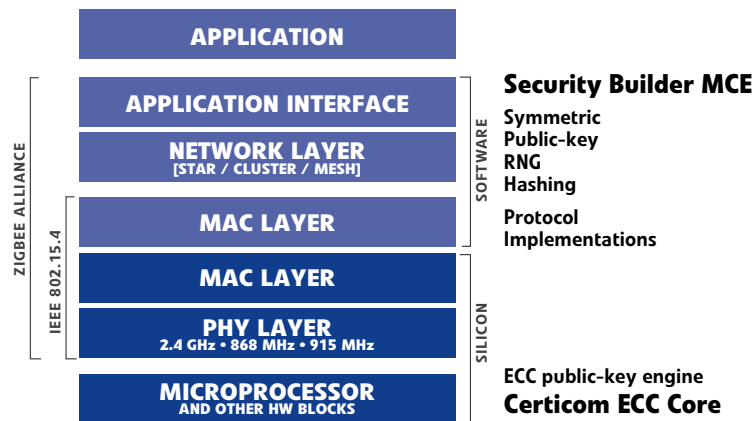 APPLICATION
APPLICATION INTERFACE
NETWORK LAYER
[STAR / CLUSTER / MESH]
MAC LAYER
MAC LAYER
PHY LAYER
2.4 GHz • 868 MHz • 915 MHz
MICROPROCESSOR
AND OTHER HW BLOCKS
ZIGBEE ALLIANCE
IEEE 802.15.4
SOFTWARE
SILICON
Security Builder MCE
Symmetric
Public-key
RNG
Hashing
Protocol
Implementations
ECC public-key engine
Certicom ECC Core